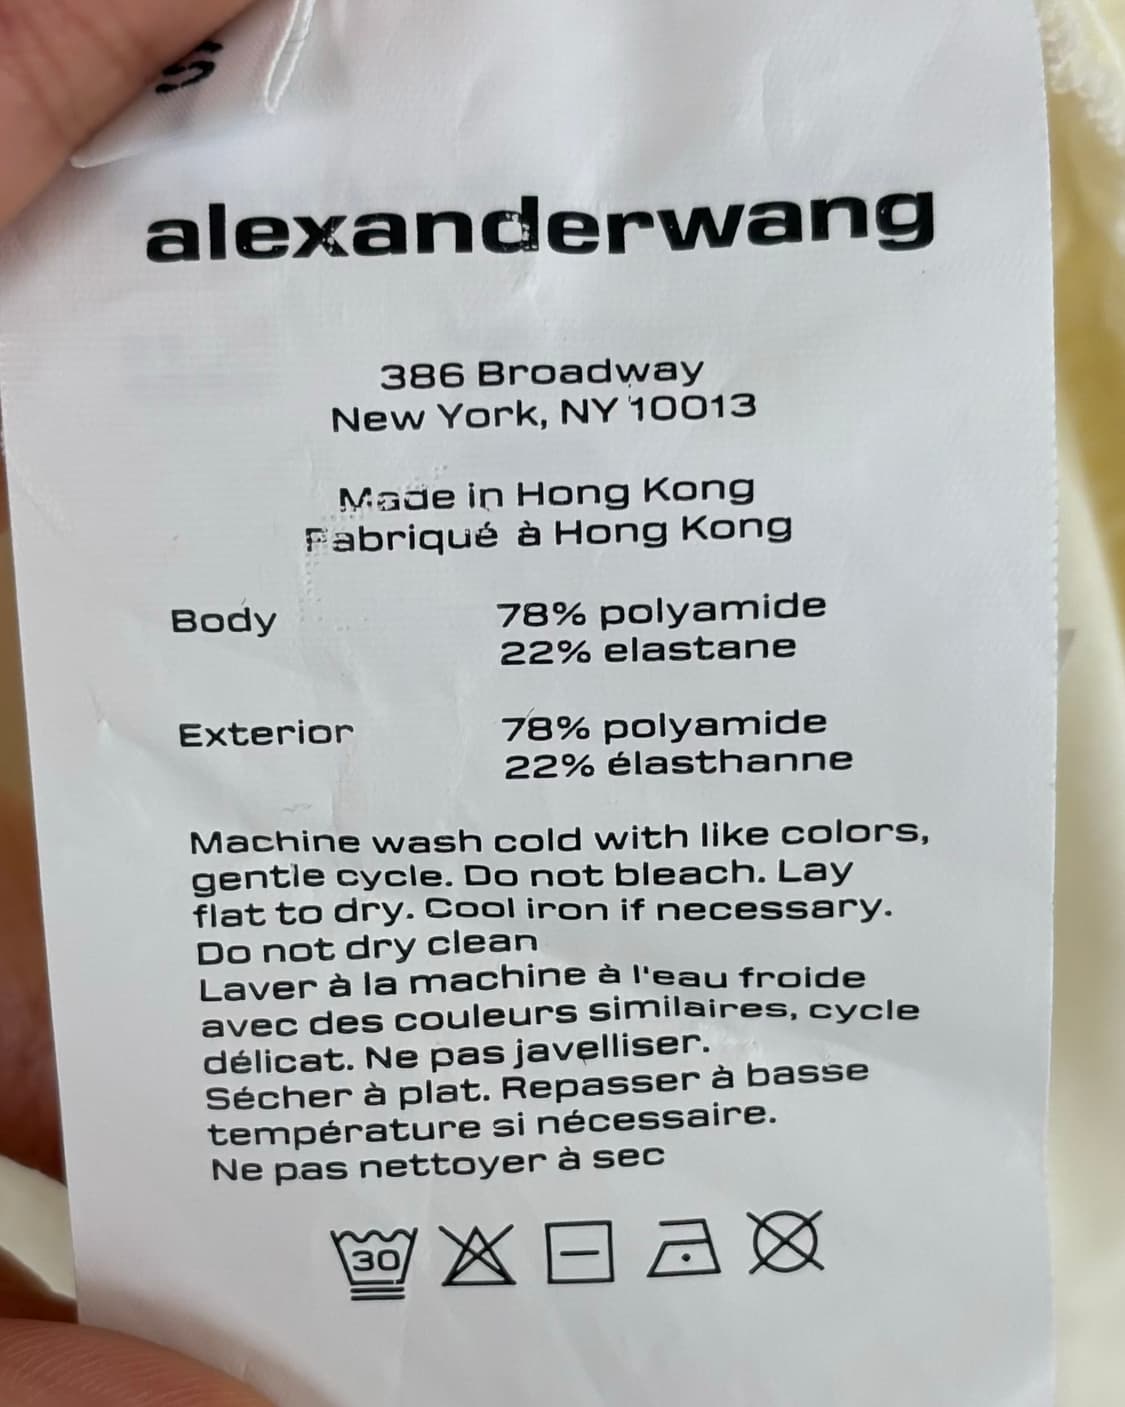 S
alexanderwang
386 Broadway
New York, NY 10013
Made in Hong Kong
Fabriqué à Hong Kong
Body 78% polyamide
22% elastane
Exterior 78% polyamide
22% élasthanne
Machine wash cold with like colors,
gentle cycle. Do not bleach. Lay
flat to dry. Cool iron if necessary.
Do not dry clean
Laver à la machine à l'eau froide
avec des couleurs similaires, cycle
délicat. Ne pas javelliser.
Sécher à plat. Repasser à basse
température si nécessaire.
Ne pas nettoyer à sec
30